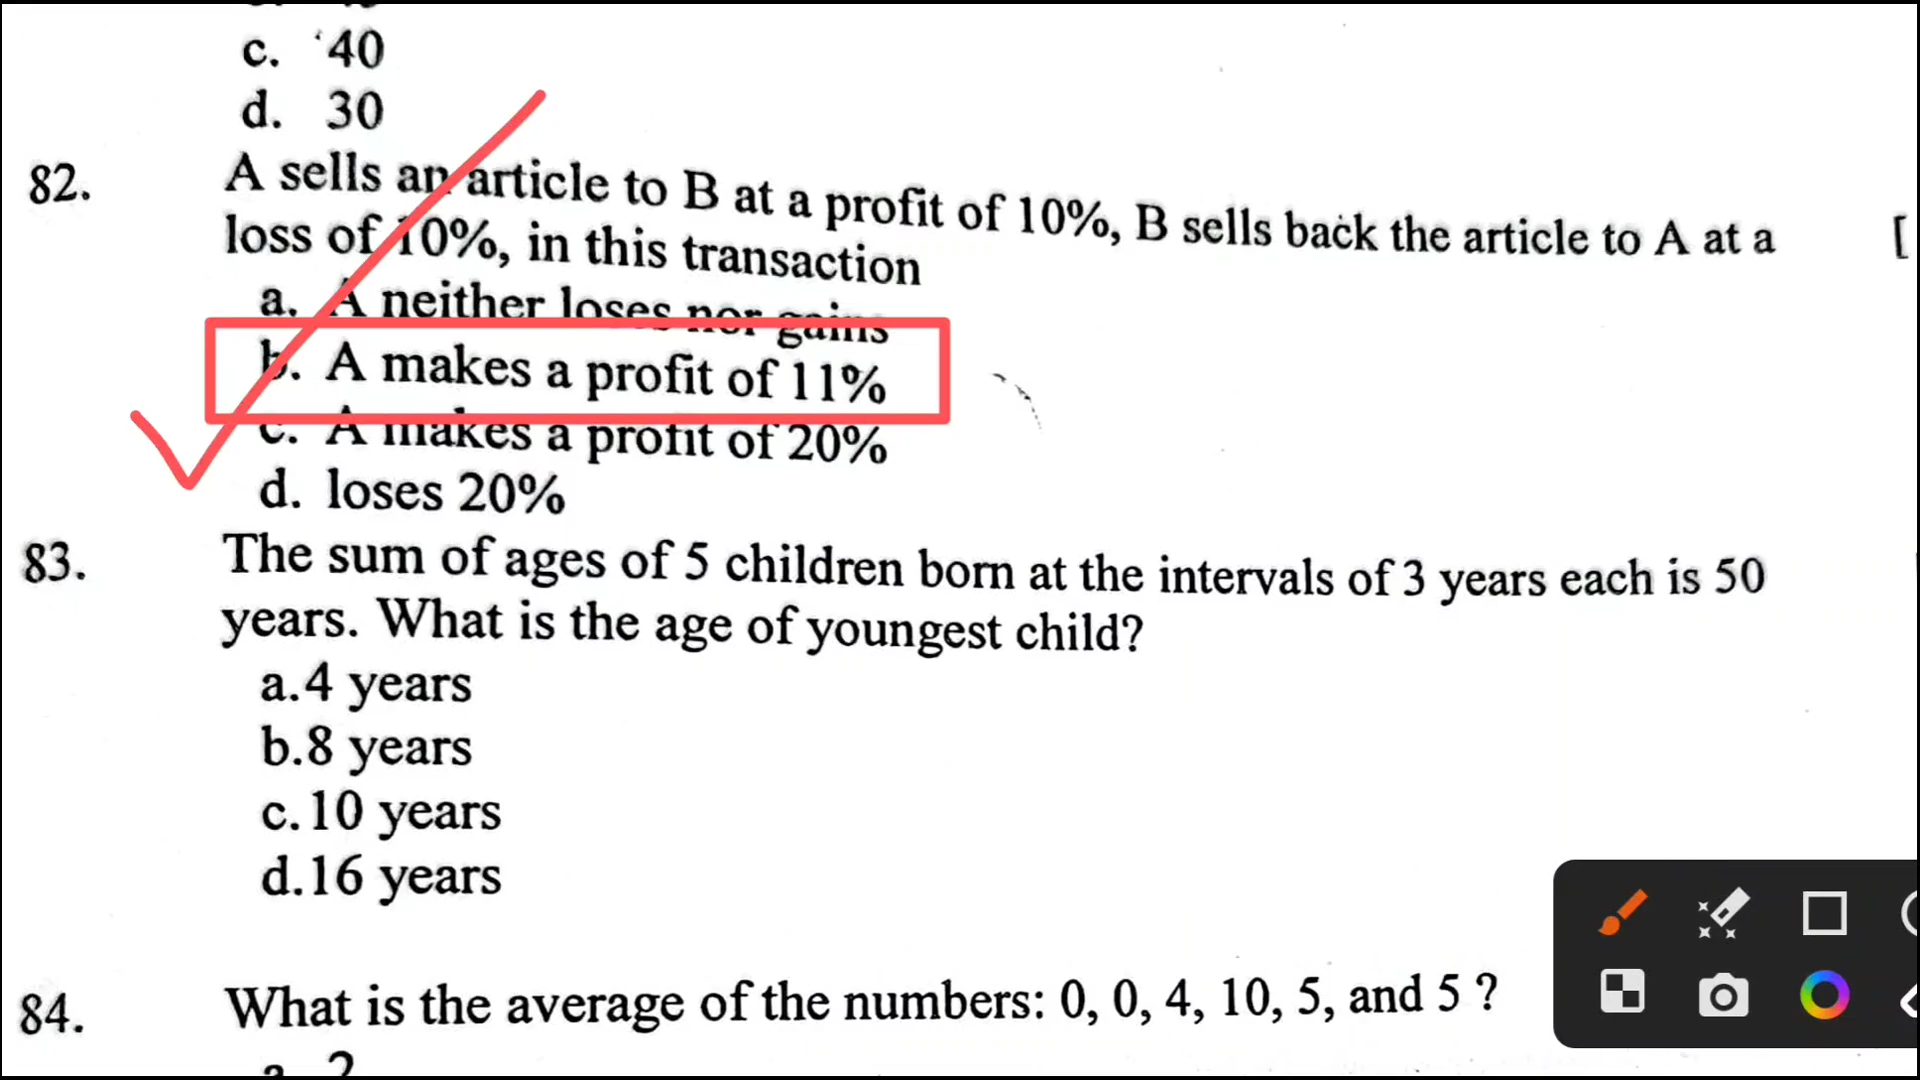 c. 40
d. 30
82. A sells an article to B at a profit of 10%, B sells back the article to A at a [
loss of 10%, in this transaction
a. A neither loses nor gains
b. A makes a profit of 11%
c. A makes a profit of 20%
d. loses 20%
83. The sum of ages of 5 children born at the intervals of 3 years each is 50
years. What is the age of youngest child?
a.4 years
b.8 years
c.10 years
d.16 years
84. What is the average of the numbers: 0, 0, 4, 10, 5, and 5 ?
a. 2